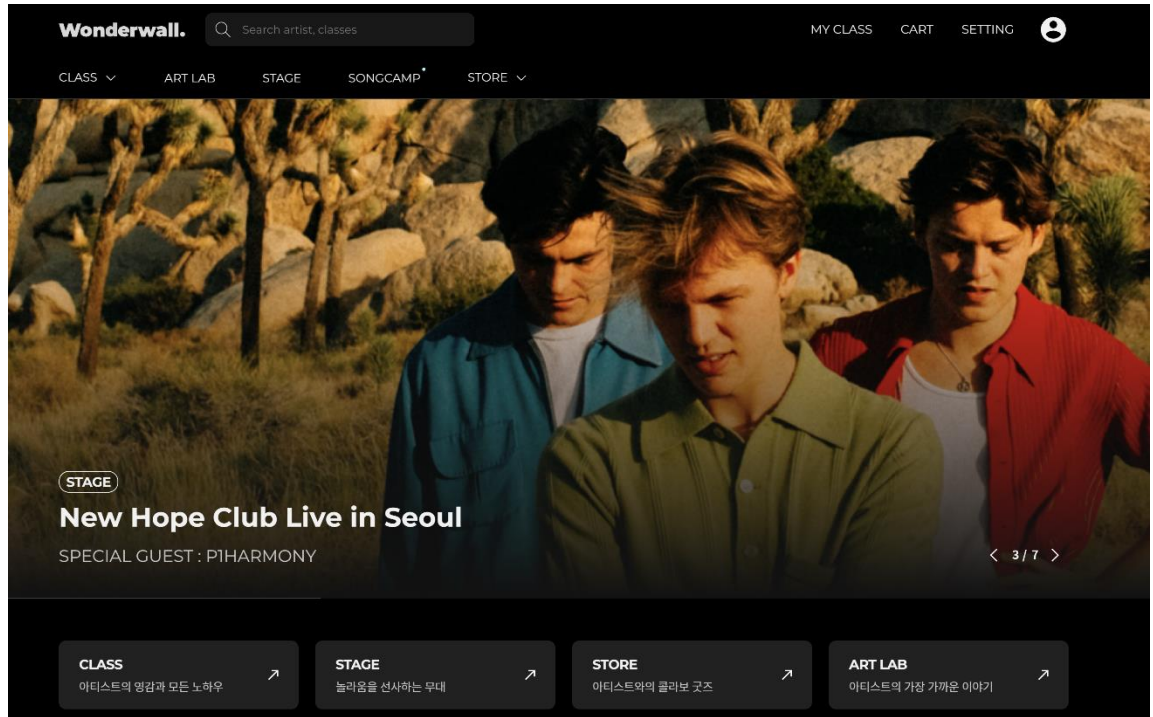 Wonderwall.
Search artist, classes
MY CLASS
CART
SETTING
CLASS
ART LAB
STAGE
SONGCAMP
STORE
STAGE
New Hope Club Live in Seoul
SPECIAL GUEST : P1HARMONY
3 / 7
CLASS
아티스트의 영감과 모든 노하우
STAGE
놀라움을 선사하는 무대
STORE
아티스트와의 콜라보 굿즈
ART LAB
아티스트의 가장 가까운 이야기